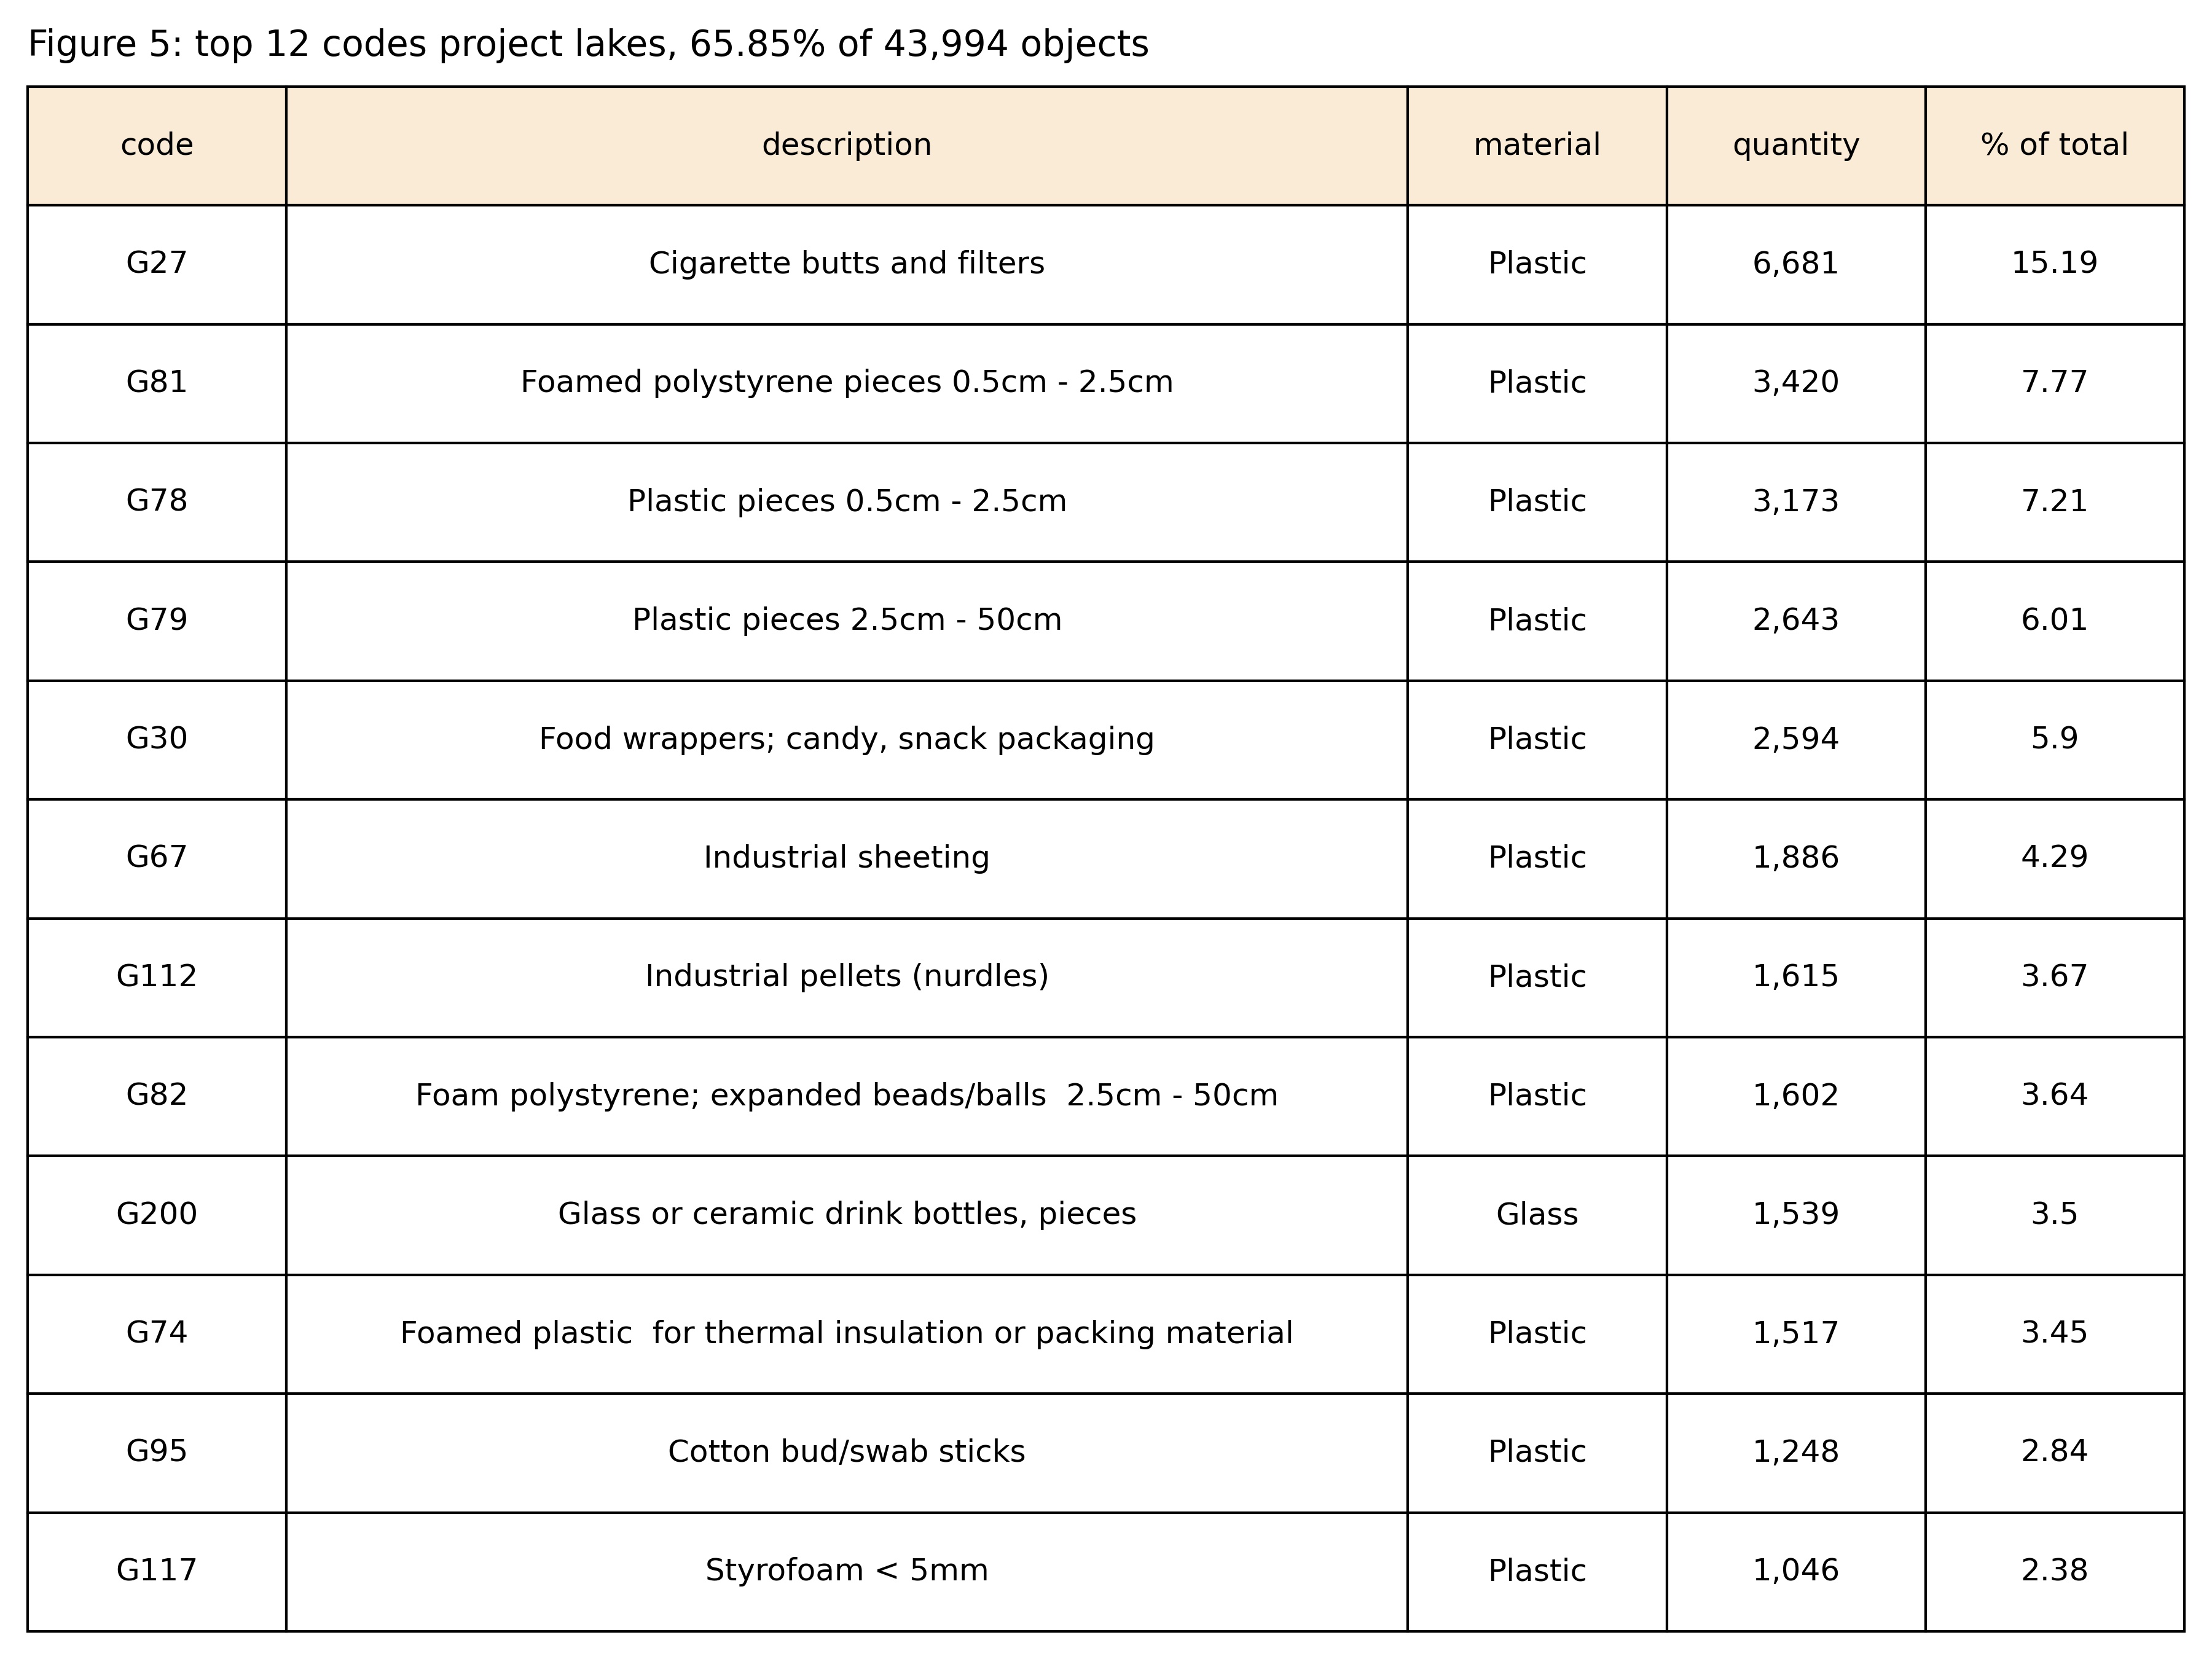 Figure 5: top 12 codes project lakes, 65.85% of 43,994 objects
code description material quantity % of total
G27 Cigarette butts and filters Plastic 6,681 15.19
G81 Foamed polystyrene pieces 0.5cm - 2.5cm Plastic 3,420 7.77
G78 Plastic pieces 0.5cm - 2.5cm Plastic 3,173 7.21
G79 Plastic pieces 2.5cm - 50cm Plastic 2,643 6.01
G30 Food wrappers; candy, snack packaging Plastic 2,594 5.9
G67 Industrial sheeting Plastic 1,886 4.29
G112 Industrial pellets (nurdles) Plastic 1,615 3.67
G82 Foam polystyrene; expanded beads/balls  2.5cm - 50cm Plastic 1,602 3.64
G200 Glass or ceramic drink bottles, pieces Glass 1,539 3.5
G74 Foamed plastic  for thermal insulation or packing material Plastic 1,517 3.45
G95 Cotton bud/swab sticks Plastic 1,248 2.84
G117 Styrofoam < 5mm Plastic 1,046 2.38